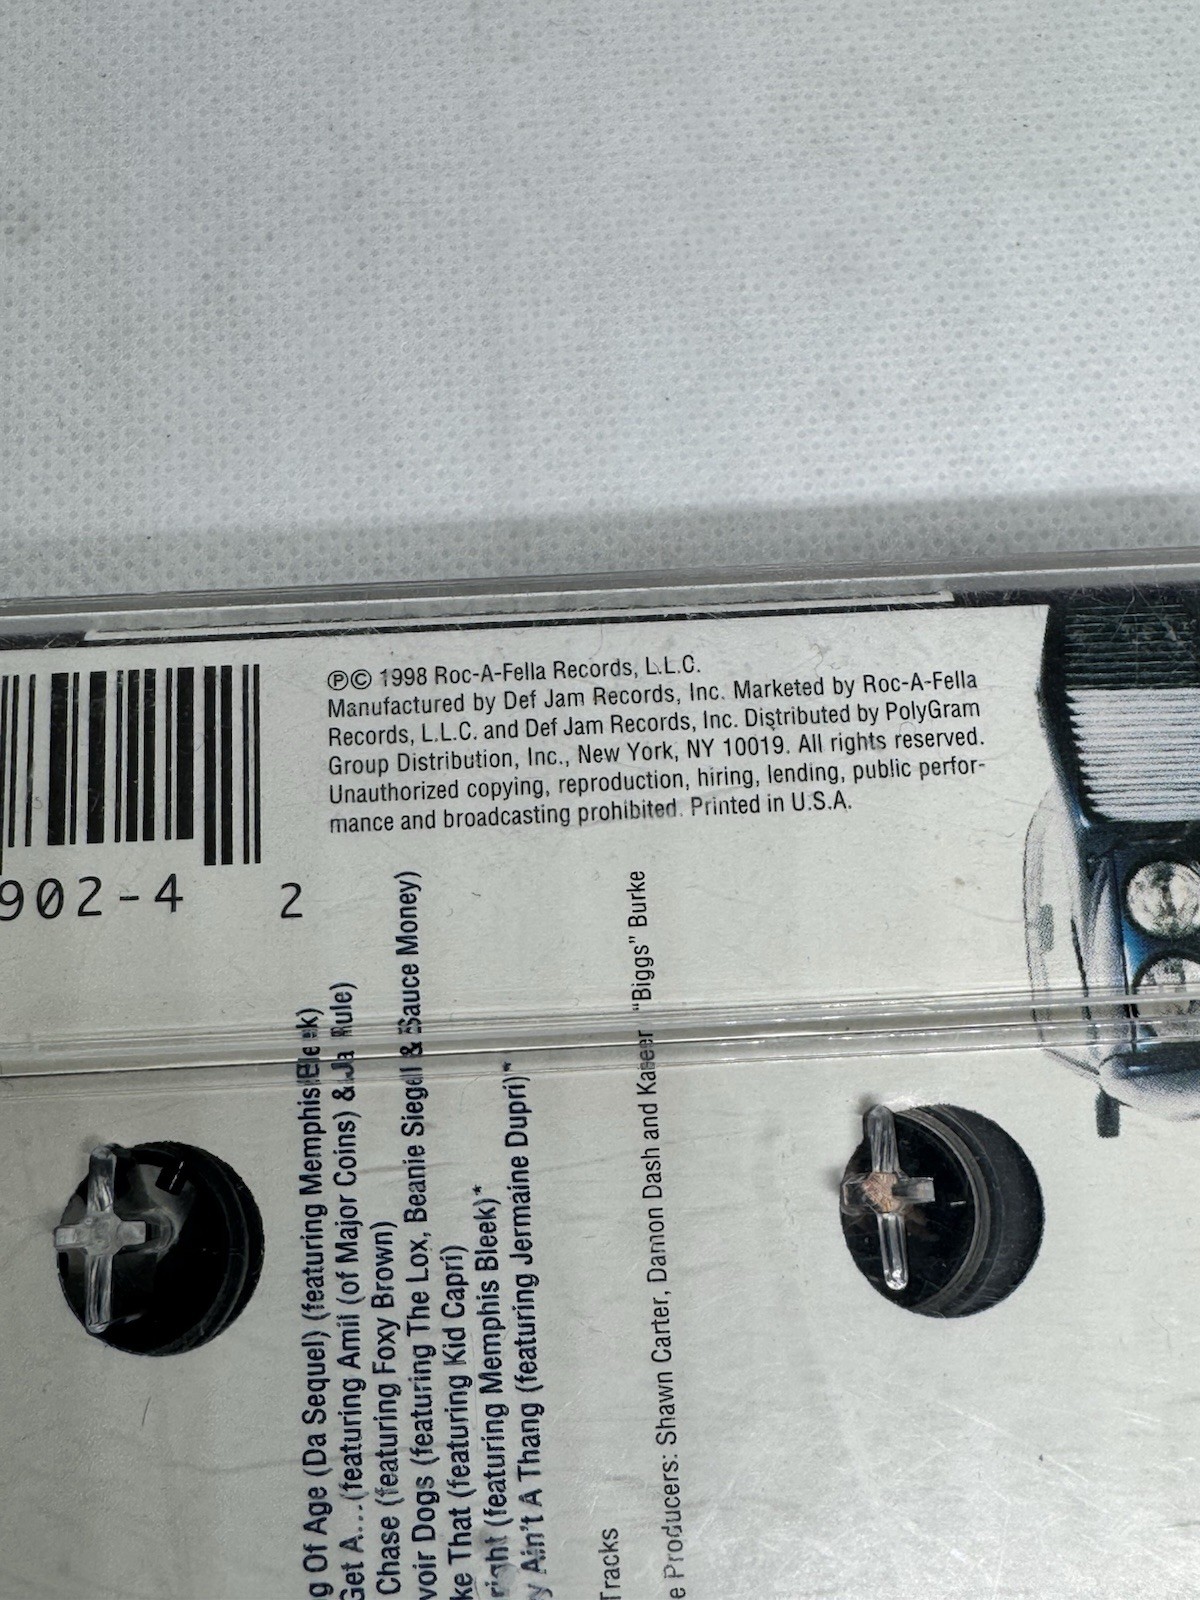 ℗© 1998 Roc-A-Fella Records, L.L.C.
Manufactured by Def Jam Records, Inc. Marketed by Roc-A-Fella
Records, L.L.C. and Def Jam Records, Inc. Distributed by PolyGram
Group Distribution, Inc., New York, NY 10019. All rights reserved.
Unauthorized copying, reproduction, hiring, lending, public perfor-
mance and broadcasting prohibited. Printed in U.S.A.
902-4 2
g Of Age (Da Sequel) (featuring Memphis Bleek)
Get A...(featuring Amil (of Major Coins) & Ja Rule)
Chase (featuring Foxy Brown)
voir Dogs (featuring The Lox, Beanie Siegel & Sauce Money)
ke That (featuring Kid Capri)
right (featuring Memphis Bleek)*
y Ain't A Thang (featuring Jermaine Dupri)*
Tracks
e Producers: Shawn Carter, Damon Dash and Kareer "Biggs" Burke